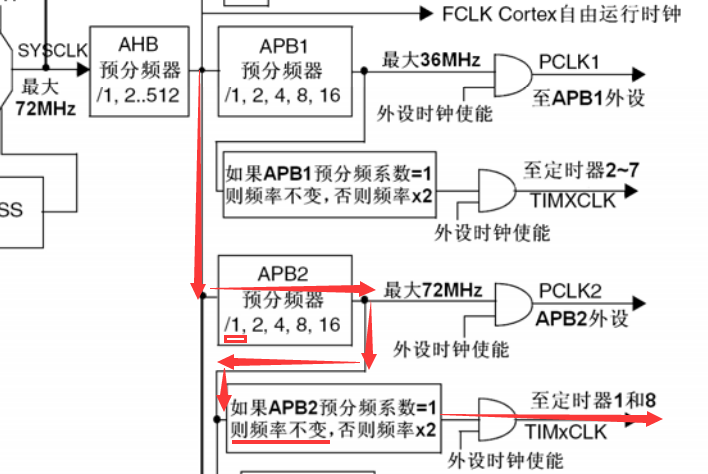 FCLK Cortex自由运行时钟
SYSCLK
最大
72MHz
AHB
预分频器
/1, 2..512
APB1
预分频器
/1, 2, 4, 8, 16
最大36MHz
PCLK1
至APB1外设
外设时钟使能
如果APB1预分频系数=1
则频率不变，否则频率x2
至定时器2~7
TIMXCLK
外设时钟使能
SS
APB2
预分频器
/1, 2, 4, 8, 16
最大72MHz
PCLK2
APB2外设
外设时钟使能
如果APB2预分频系数=1
则频率不变，否则频率x2
至定时器1和8
TIMxCLK
外设时钟使能